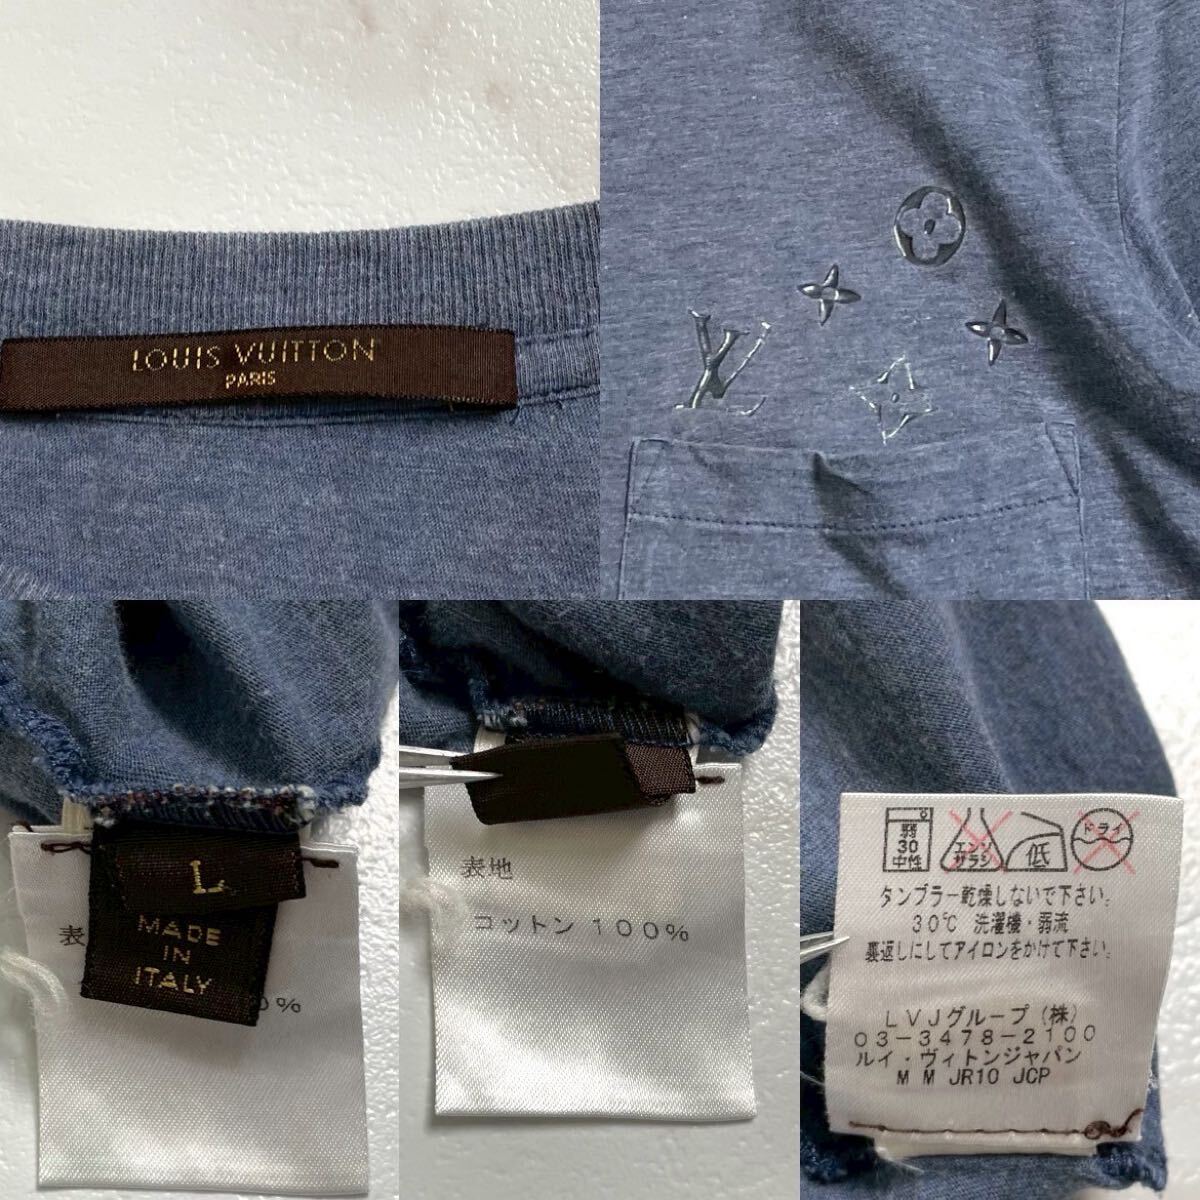 LOUIS VUITTON
PARIS
LV
L
MADE
IN
ITALY
表
0%
表地
コットン 100%
弱
30
中性
エンソ
サラシ
低
ドライ
タンブラー乾燥しないで下さい。
30℃ 洗濯機・弱流
裏返しにしてアイロンをかけて下さい。
LVJグループ(株)
03-3478-2100
ルイ・ヴィトンジャパン
M M JR10 JCP